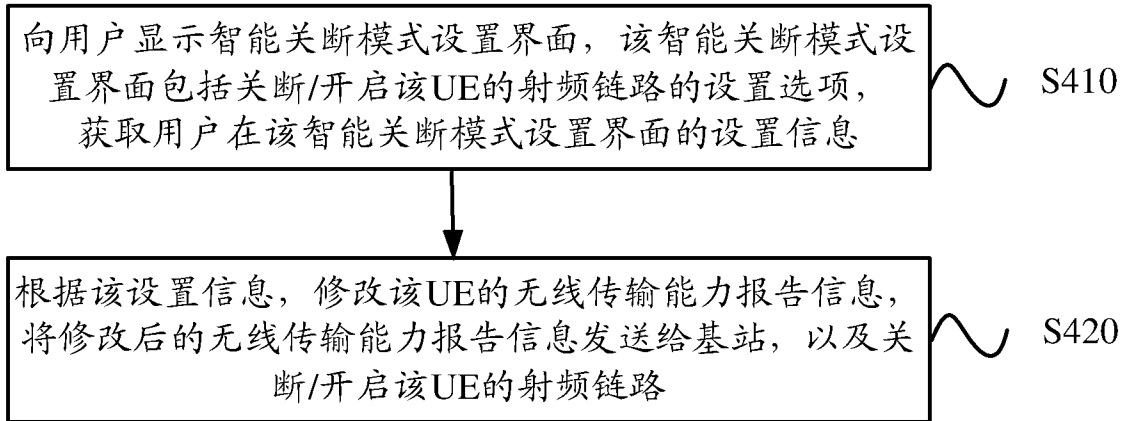 向用户显示智能关断模式设置界面，该智能关断模式设
置界面包括关断/开启该UE的射频链路的设置选项，
获取用户在该智能关断模式设置界面的设置信息
S410
根据该设置信息，修改该UE的无线传输能力报告信息，
将修改后的无线传输能力报告信息发送给基站，以及关
断/开启该UE的射频链路
S420